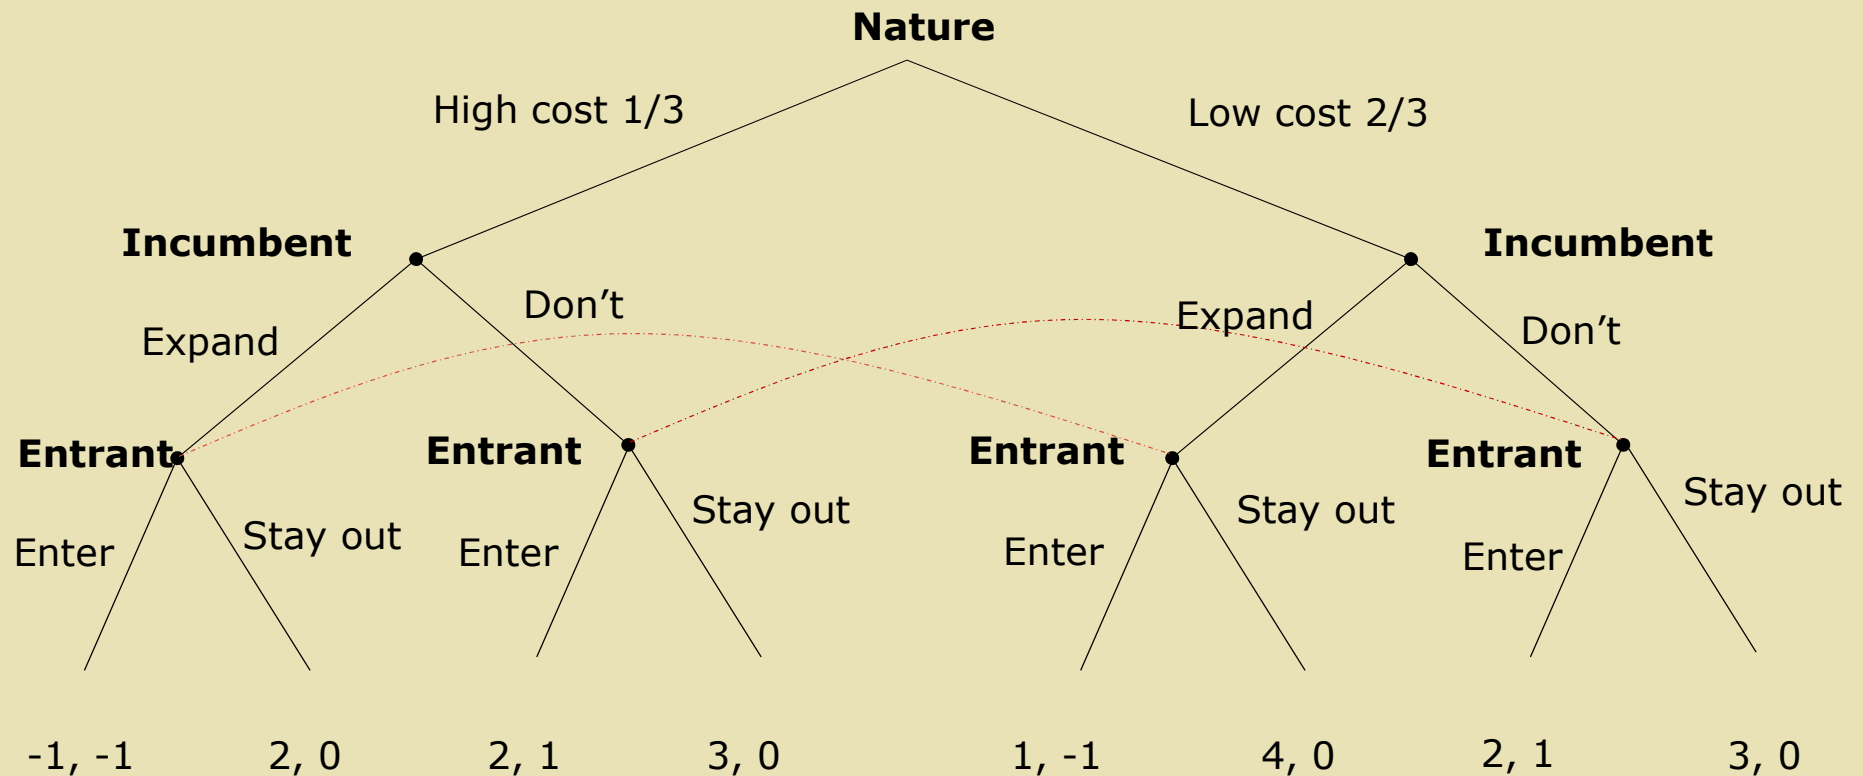 Nature
High cost 1/3
Low cost 2/3
Incumbent
Incumbent
Don’t
Expand
Expand
Don’t
Entrant
Entrant
Entrant
Entrant
Enter
Stay out
Enter
Stay out
Enter
Stay out
Enter
Stay out
-1, -1
2, 0
2, 1
3, 0
1, -1
4, 0
2, 1
3, 0